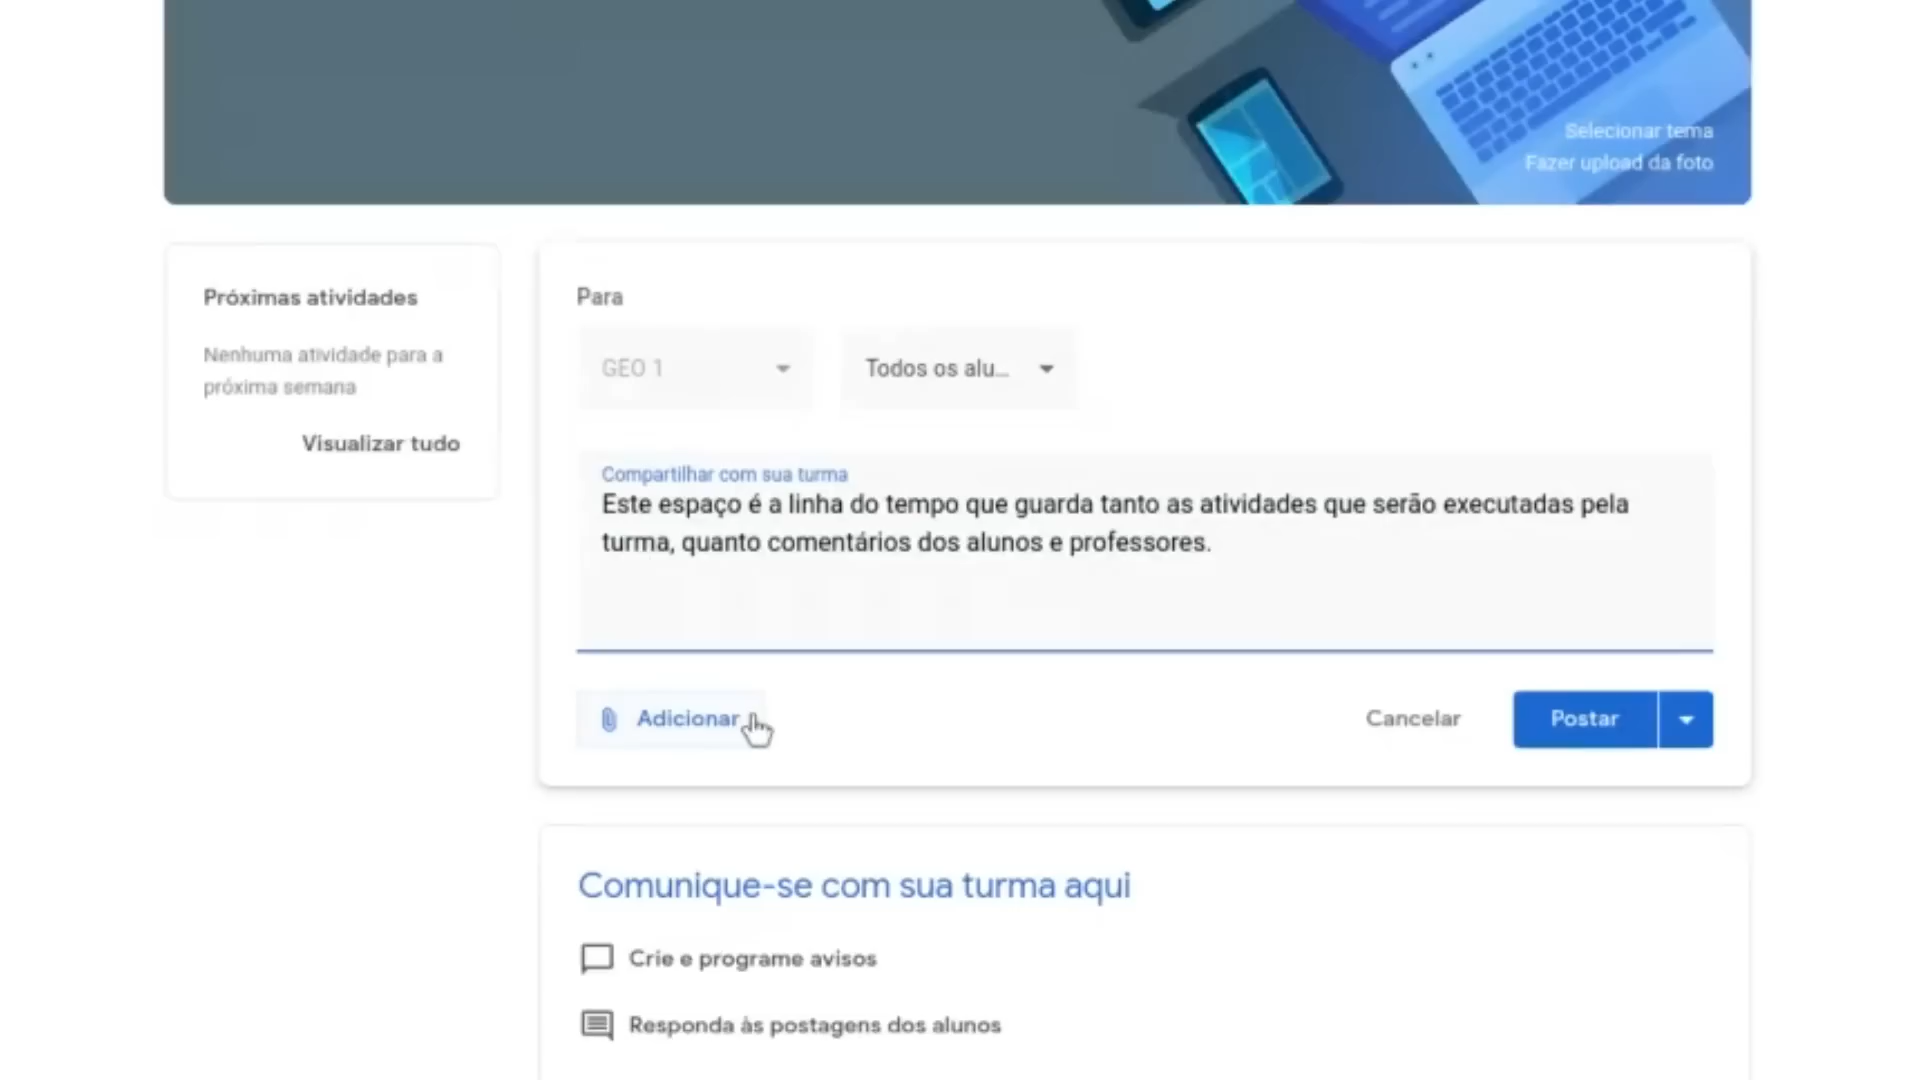 Selecionar tema
Fazer upload da foto
Próximas atividades
Nenhuma atividade para a
próxima semana
Visualizar tudo
Para
GEO 1
Todos os alu...
Compartilhar com sua turma
Este espaço é a linha do tempo que guarda tanto as atividades que serão executadas pela
turma, quanto comentários dos alunos e professores.
Adicionar
Cancelar
Postar
Comunique-se com sua turma aqui
Crie e programe avisos
Responda às postagens dos alunos